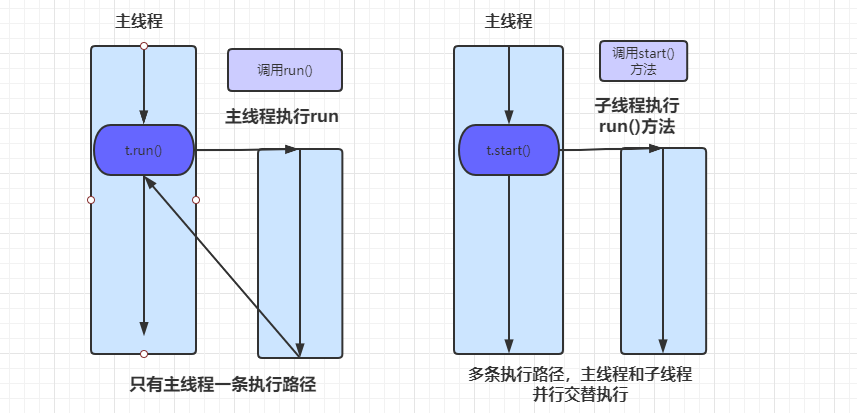 主线程
调用run()
主线程执行run
t.run()
只有主线程一条执行路径
主线程
调用start()
方法
子线程执行
run()方法
t.start()
多条执行路径，主线程和子线程
并行交替执行